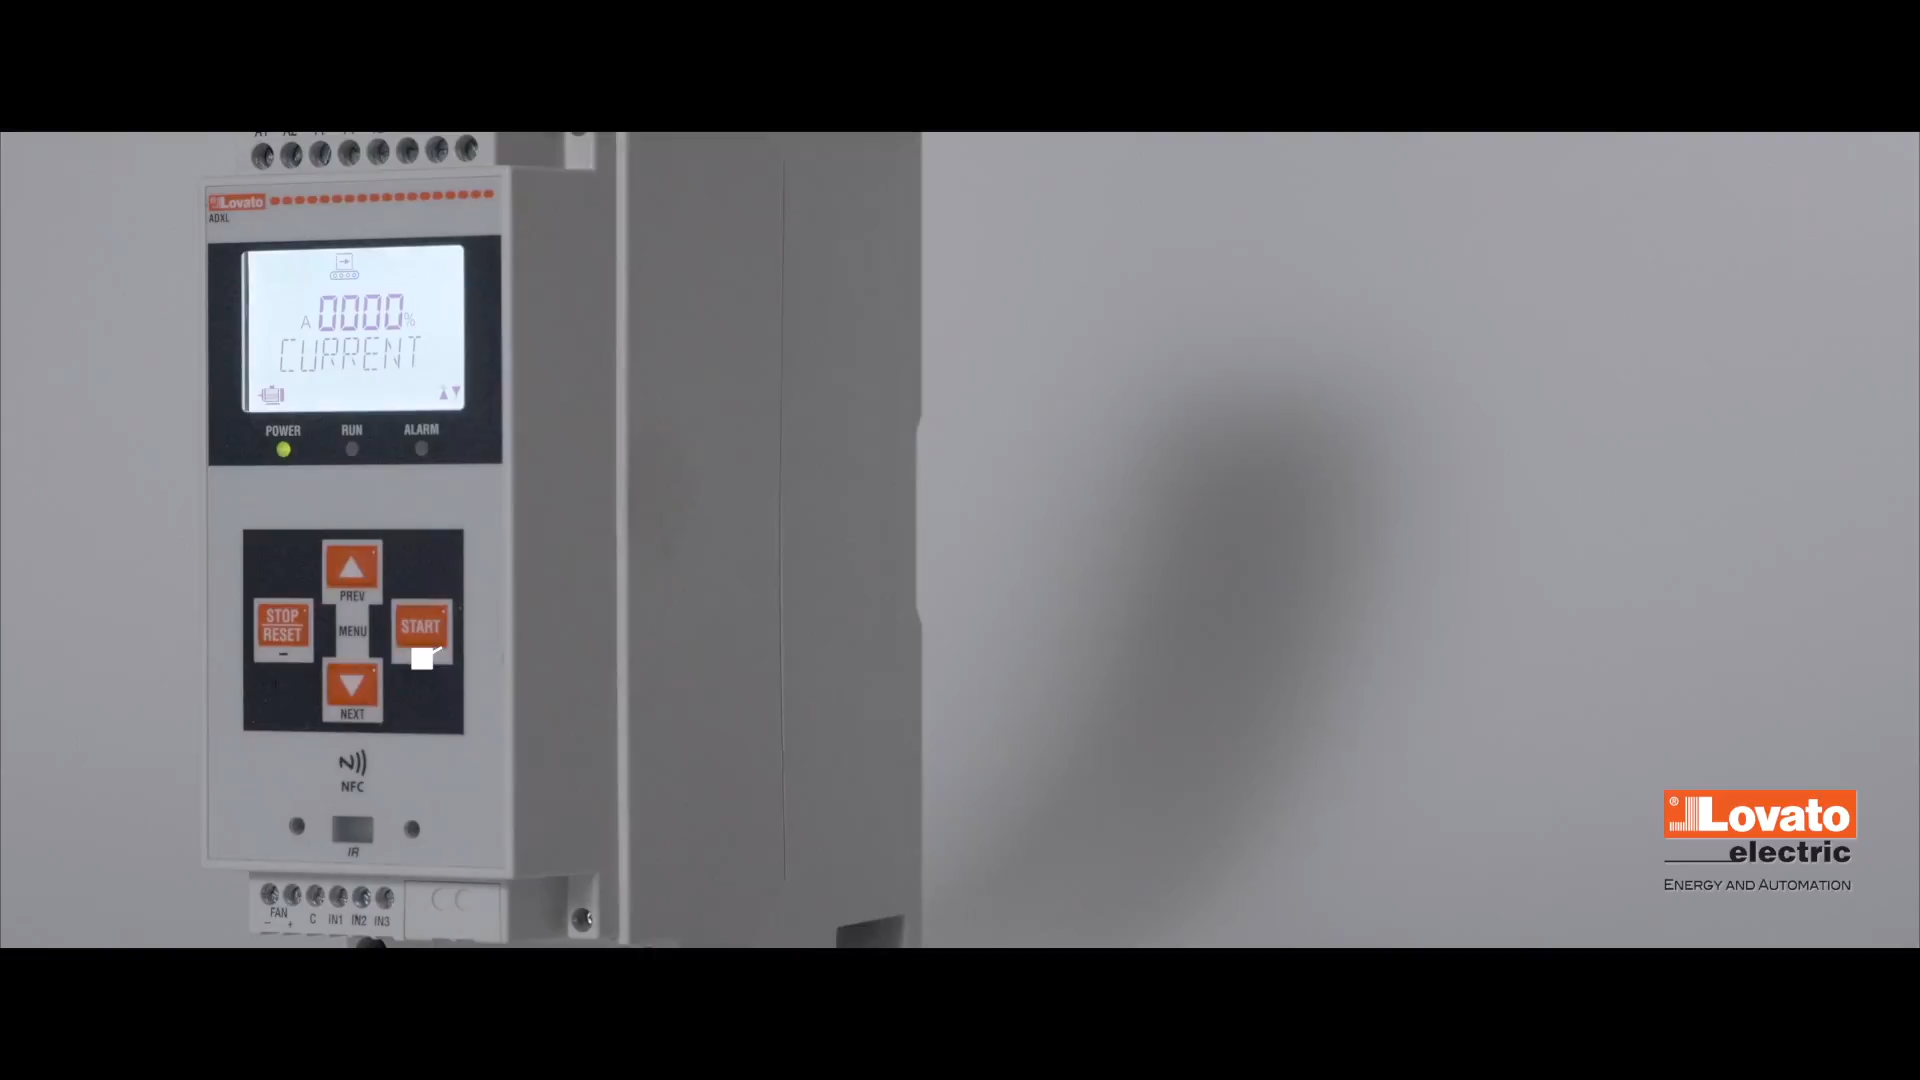 Lovato
ADXL
A 0000 %
CURRENT
POWER RUN ALARM
PREV
STOP
RESET
MENU
START
NEXT
NFC
IR
FAN C IN1 IN2 IN3
- +
® Lovato
electric
ENERGY AND AUTOMATION